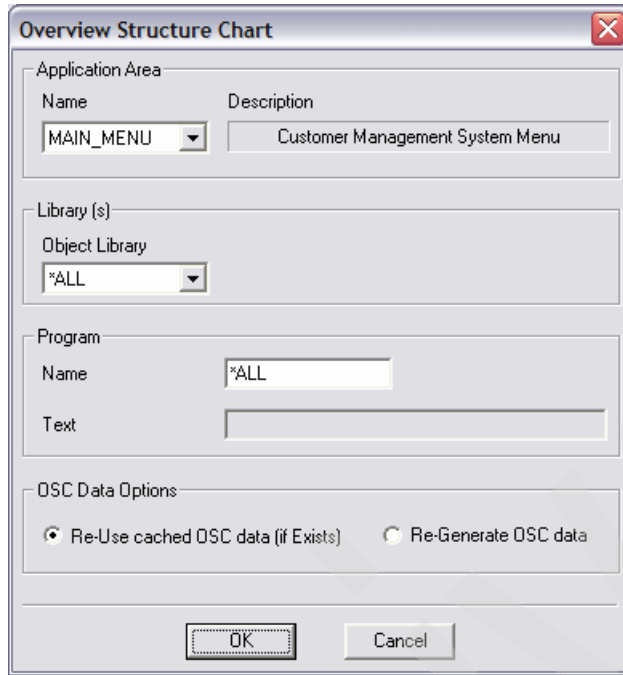 Overview Structure Chart
Application Area
Name Description
MAIN_MENU Customer Management System Menu
Library (s)
Object Library
*ALL
Program
Name *ALL
Text
OSC Data Options
Re-Use cached OSC data (if Exists) Re-Generate OSC data
OK Cancel